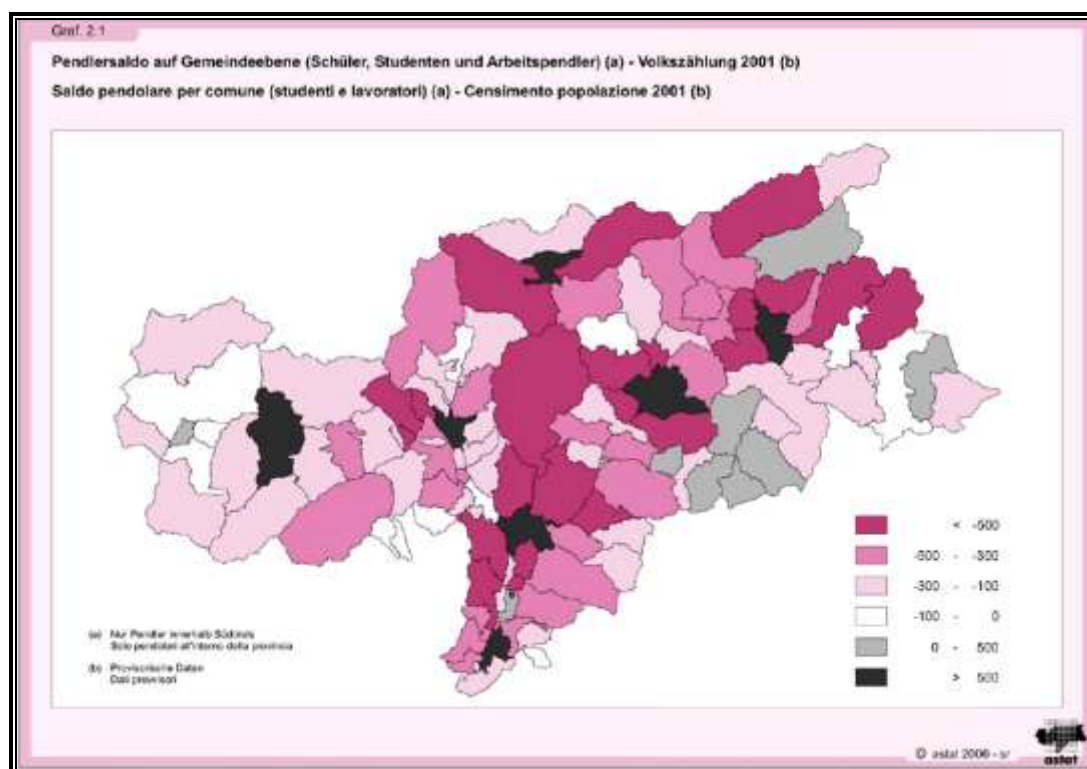 Graf. 2.1
Pendlersaldo auf Gemeindeebene (Schüler, Studenten und Arbeitspendler) (a) - Volkszählung 2001 (b)
Saldo pendolare per comune (studenti e lavoratori) (a) - Censimento popolazione 2001 (b)
< -500
-500 - -300
-300 - -100
-100 - 0
0 - 500
> 500
(a) Nur Pendler innerhalb Südtirols
Solo pendolari all'interno della provincia
(b) Provisorische Daten
Dati provvisori
© astat 2006 - sr
astat